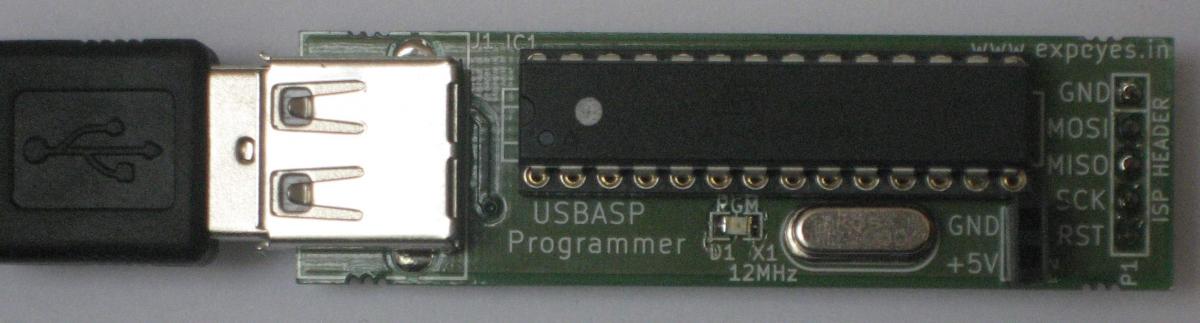 J1 IC1
www.expeyes.in
GND
MOSI
MISO
SCK
RST
ISP HEADER
P1
USBASP
Programmer
PGM
D1 X1
12MHz
GND
+5V